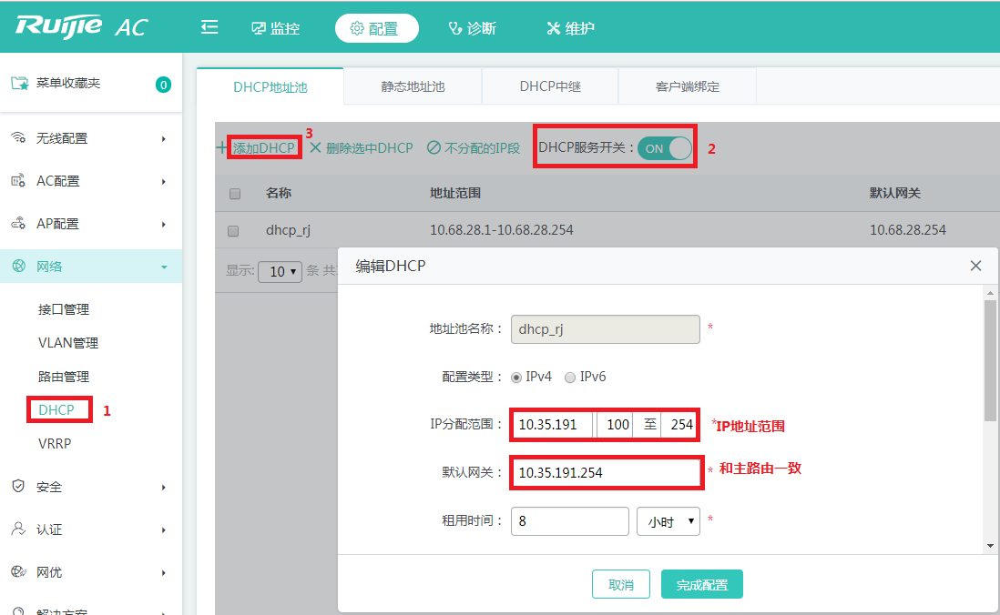 Ruijie AC
监控 配置 诊断 维护
菜单收藏夹 0
无线配置
AC配置
AP配置
网络
接口管理
VLAN管理
路由管理
DHCP 1
VRRP
安全
认证
网优
解决方案
DHCP地址池 静态地址池 DHCP中继 客户端绑定
添加DHCP 3 删除选中DHCP 不分配的IP段 DHCP服务开关: ON 2
名称 地址范围 默认网关
dhcp_rj 10.68.28.1-10.68.28.254 10.68.28.254
显示: 10 条 共
编辑DHCP
地址池名称: dhcp_rj *
配置类型: IPv4 IPv6
IP分配范围: 10.35.191 100 至 254 *IP地址范围
默认网关: 10.35.191.254 * 和主路由一致
租用时间: 8 小时 *
取消 完成配置